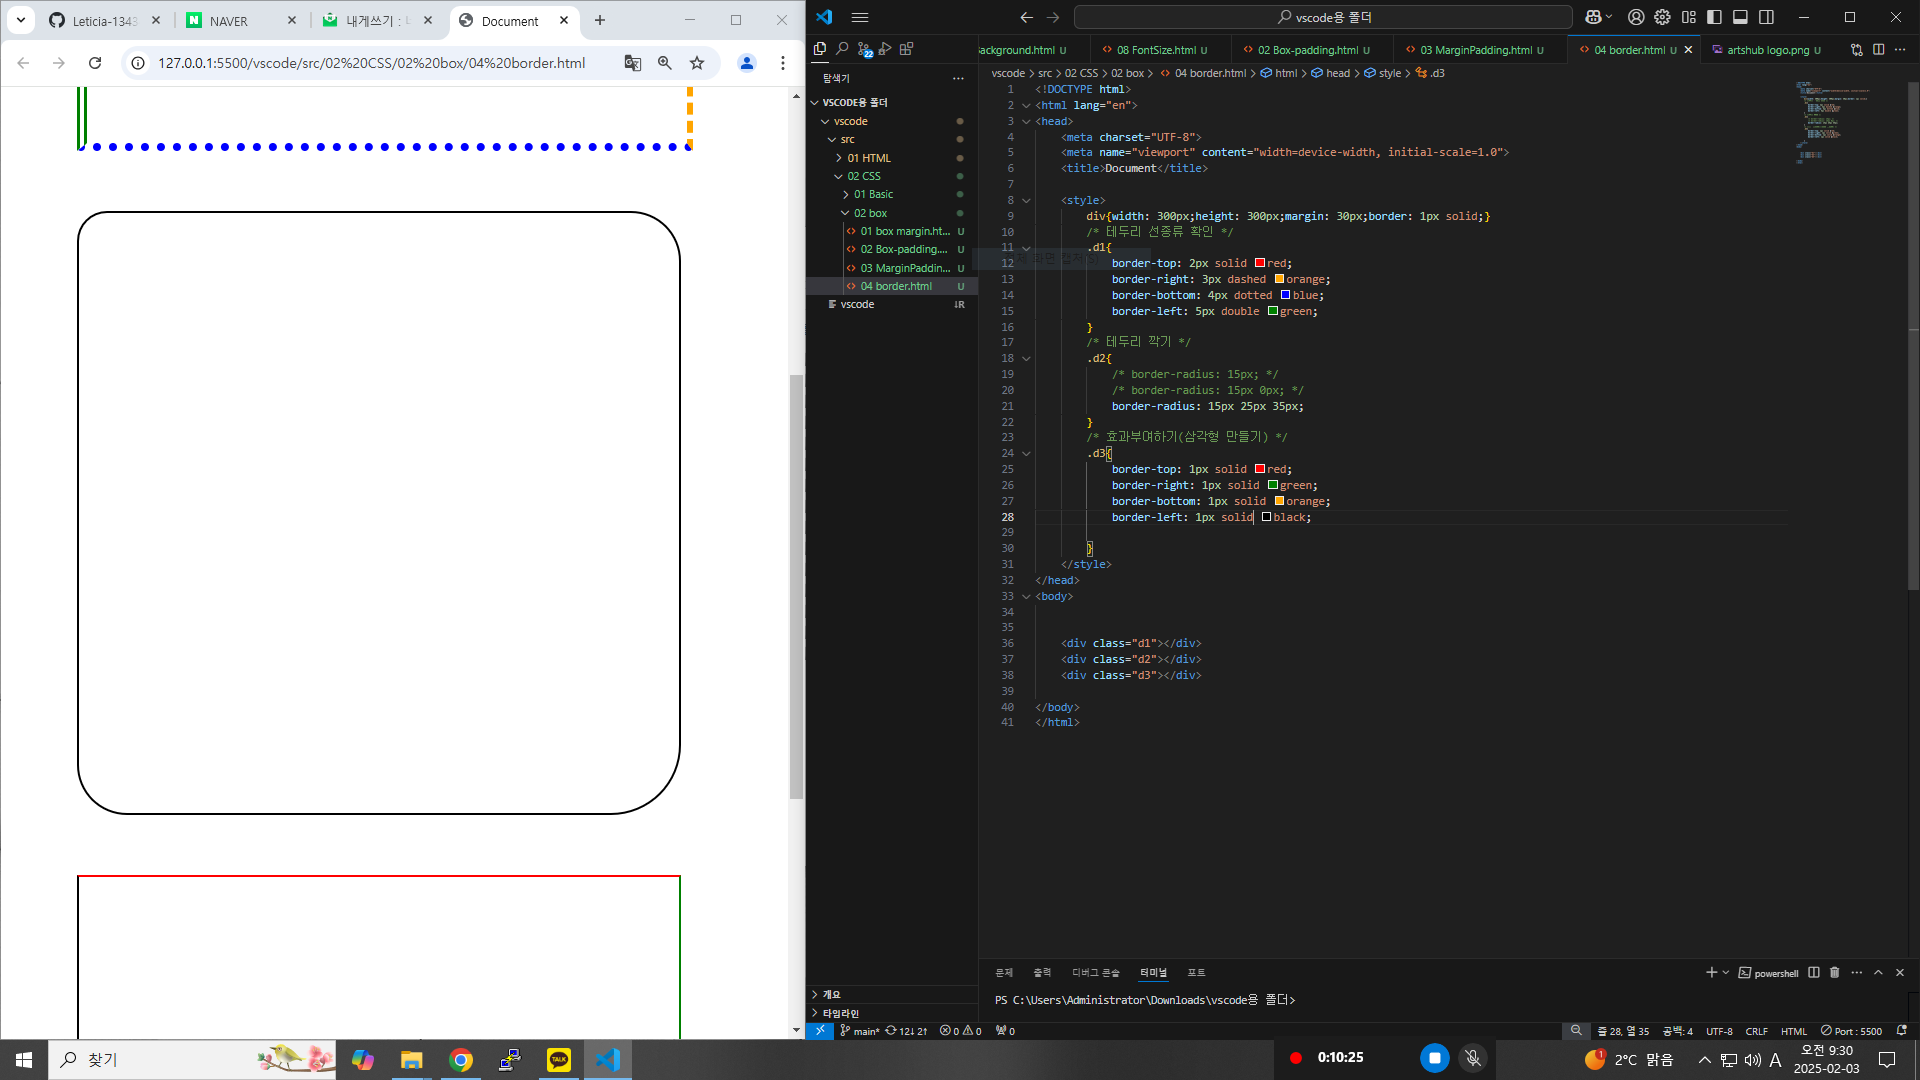 Leticia-1343
NAVER
내게쓰기 :
Document
127.0.0.1:5500/vscode/src/02%20CSS/02%20box/04%20border.html
vscode용 폴더
탐색기
VSCODE용 폴더
vscode
src
01 HTML
02 CSS
01 Basic
02 box
01 box margin.ht... U
02 Box-padding.... U
03 MarginPaddin... U
04 border.html U
vscode
개요
타임라인
ackground.html U
08 FontSize.html U
02 Box-padding.html U
03 MarginPadding.html U
04 border.html U
artshub logo.png U
vscode > src > 02 CSS > 02 box > 04 border.html > html > head > style > .d3
1 <!DOCTYPE html>
2 <html lang="en">
3 <head>
4 <meta charset="UTF-8">
5 <meta name="viewport" content="width=device-width, initial-scale=1.0">
6 <title>Document</title>
7
8 <style>
9 div{width: 300px;height: 300px;margin: 30px;border: 1px solid;}
10 /* 테두리 선종류 확인 */
11 .d1{
12 border-top: 2px solid red;
13 border-right: 3px dashed orange;
14 border-bottom: 4px dotted blue;
15 border-left: 5px double green;
16 }
17 /* 테두리 깍기 */
18 .d2{
19 /* border-radius: 15px; */
20 /* border-radius: 15px 0px; */
21 border-radius: 15px 25px 35px;
22 }
23 /* 효과부여하기(삼각형 만들기) */
24 .d3{
25 border-top: 1px solid red;
26 border-right: 1px solid green;
27 border-bottom: 1px solid orange;
28 border-left: 1px solid black;
29
30 }
31 </style>
32 </head>
33 <body>
34
35
36 <div class="d1"></div>
37 <div class="d2"></div>
38 <div class="d3"></div>
39
40 </body>
41 </html>
문제 출력 디버그 콘솔 터미널 포트
powershell
PS C:\Users\Administrator\Downloads\vscode용 폴더>
main* 12↓ 2↑ 0 0 0
줄 28, 열 35 공백: 4 UTF-8 CRLF HTML Port : 5500
찾기
TALK
0:10:25
1
2°C 맑음
A
오전 9:30
2025-02-03